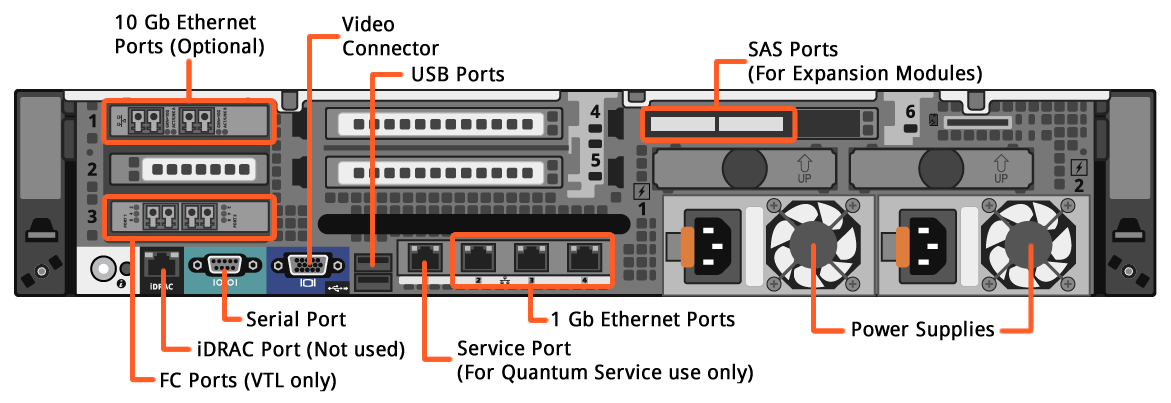 10 Gb Ethernet
Ports (Optional)
Video
Connector
USB Ports
SAS Ports
(For Expansion Modules)
1
2
3
4
5
6
UP
UP
1
2
iDRAC
2
3
4
Serial Port
iDRAC Port (Not used)
FC Ports (VTL only)
1 Gb Ethernet Ports
Service Port
(For Quantum Service use only)
Power Supplies